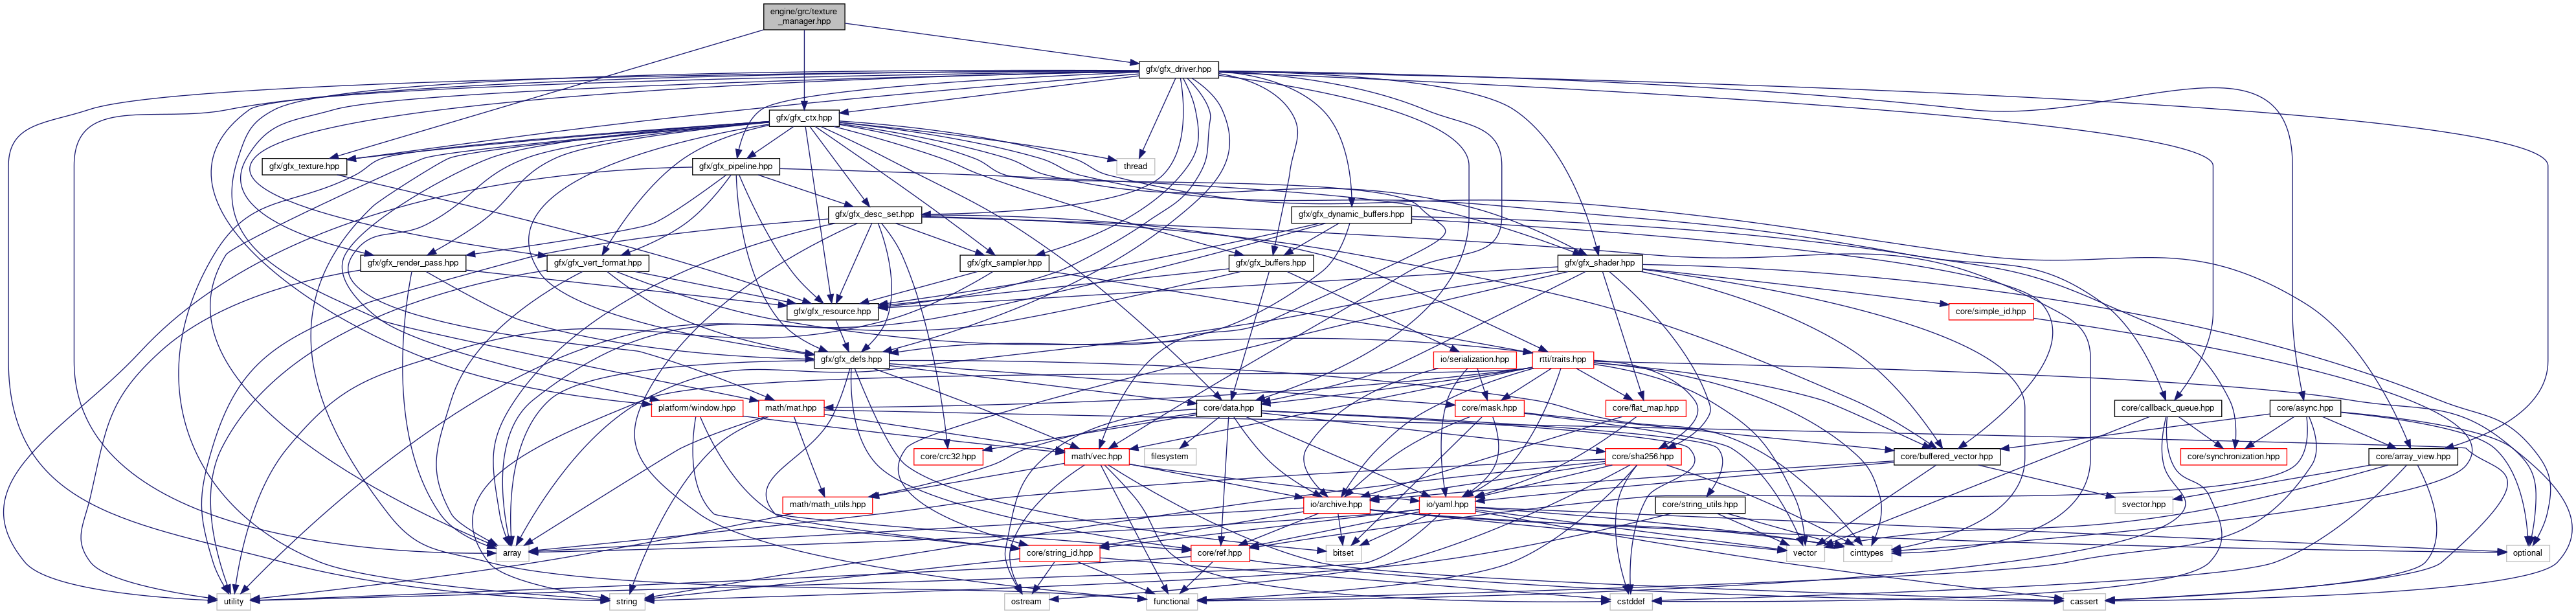 engine/grc/texture
_manager.hpp
gfx/gfx_driver.hpp
gfx/gfx_ctx.hpp
gfx/gfx_texture.hpp
gfx/gfx_pipeline.hpp
thread
gfx/gfx_desc_set.hpp
gfx/gfx_dynamic_buffers.hpp
gfx/gfx_render_pass.hpp
gfx/gfx_vert_format.hpp
gfx/gfx_sampler.hpp
gfx/gfx_buffers.hpp
gfx/gfx_shader.hpp
gfx/gfx_resource.hpp
core/simple_id.hpp
gfx/gfx_defs.hpp
io/serialization.hpp
rtti/traits.hpp
platform/window.hpp
math/mat.hpp
core/data.hpp
core/mask.hpp
core/flat_map.hpp
core/callback_queue.hpp
core/async.hpp
core/crc32.hpp
math/vec.hpp
filesystem
core/sha256.hpp
core/buffered_vector.hpp
core/synchronization.hpp
core/array_view.hpp
math/math_utils.hpp
io/archive.hpp
io/yaml.hpp
core/string_utils.hpp
svector.hpp
array
core/string_id.hpp
core/ref.hpp
bitset
vector
cinttypes
optional
utility
string
ostream
functional
cstddef
cassert